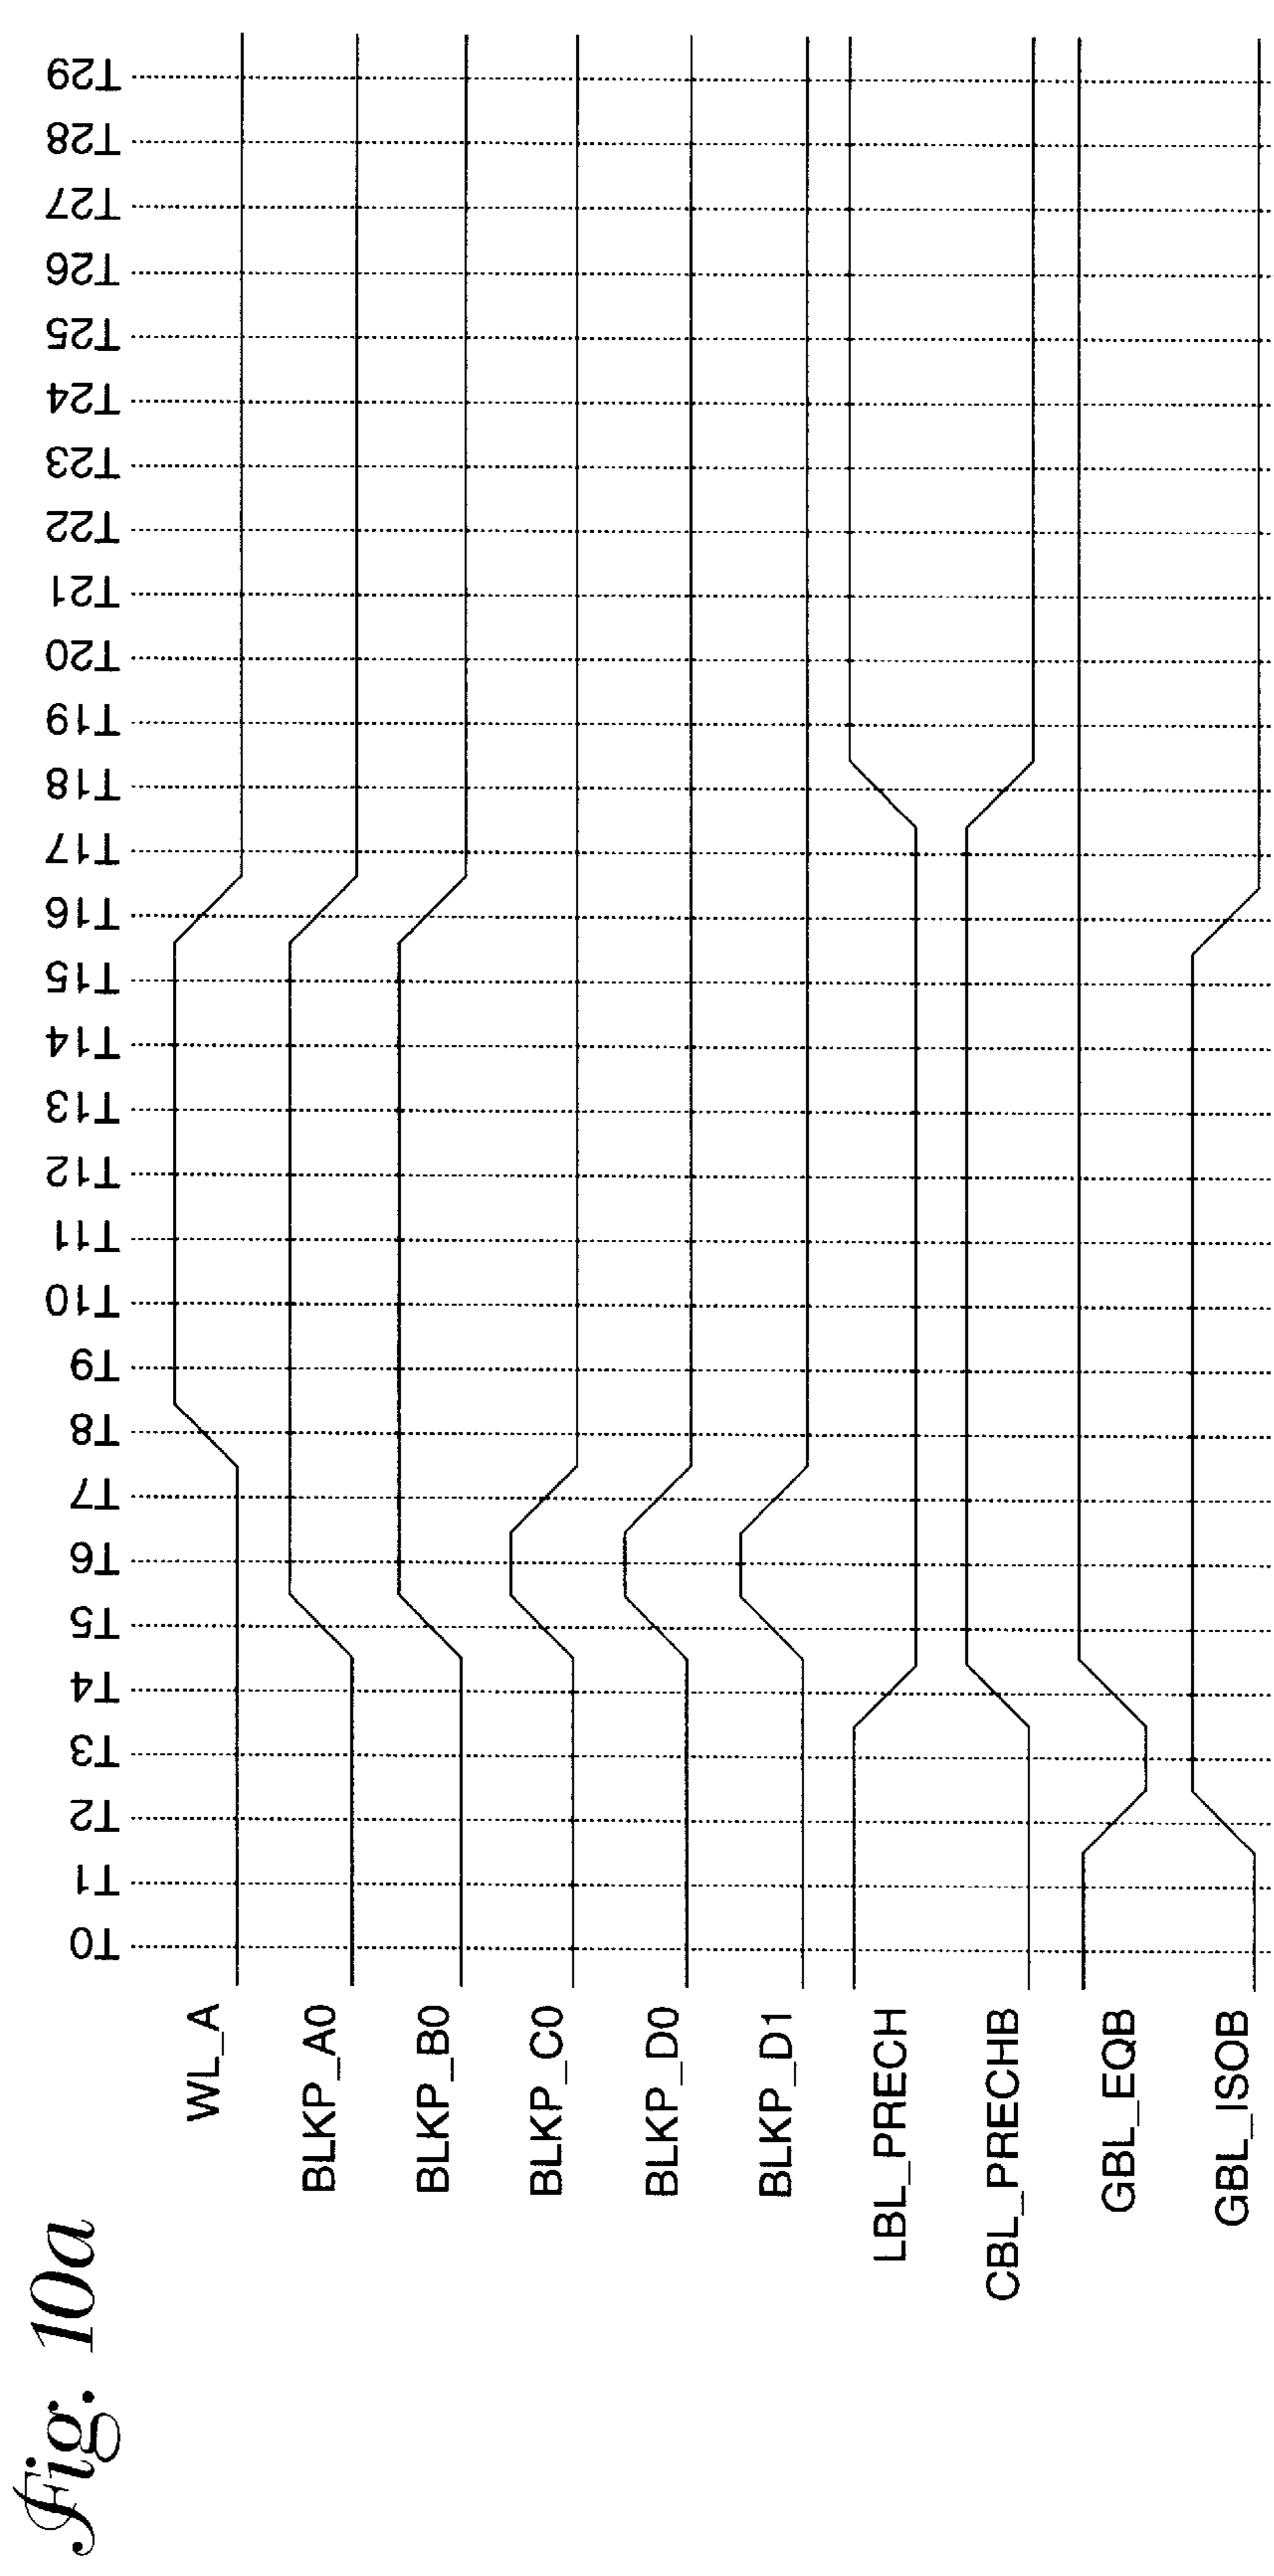 Fig. 10a
T0 T1 T2 T3 T4 T5 T6 T7 T8 T9 T10 T11 T12 T13 T14 T15 T16 T17 T18 T19 T20 T21 T22 T23 T24 T25 T26 T27 T28 T29
WL_A
BLKP_A0
BLKP_B0
BLKP_C0
BLKP_D0
BLKP_D1
LBL_PRECH
CBL_PRECHB
GBL_EQB
GBL_ISOB